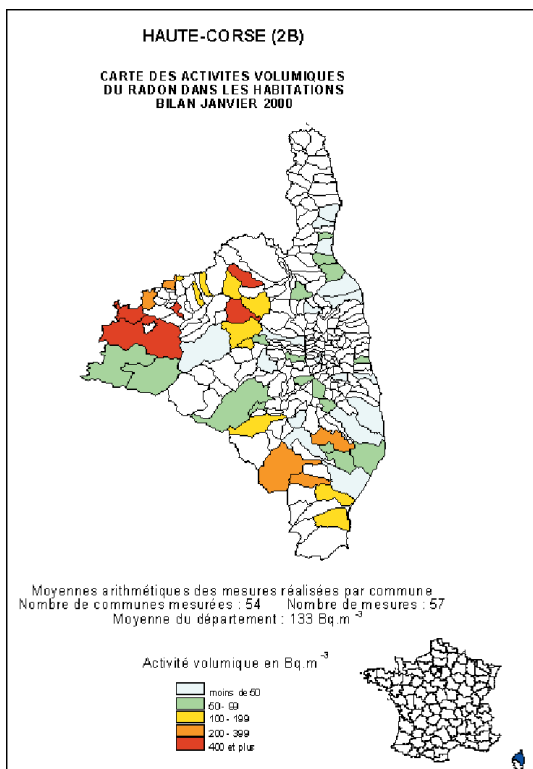 HAUTE-CORSE (2B)
CARTE DES ACTIVITES VOLUMIQUES
DU RADON DANS LES HABITATIONS
BILAN JANVIER 2000
Moyennes arithmétiques des mesures réalisées par commune
Nombre de communes mesurées : 54 Nombre de mesures : 57
Moyenne du département : 133 Bq.m-3
Activité volumique en Bq.m-3
moins de 50
50 - 99
100 - 199
200 - 399
400 et plus